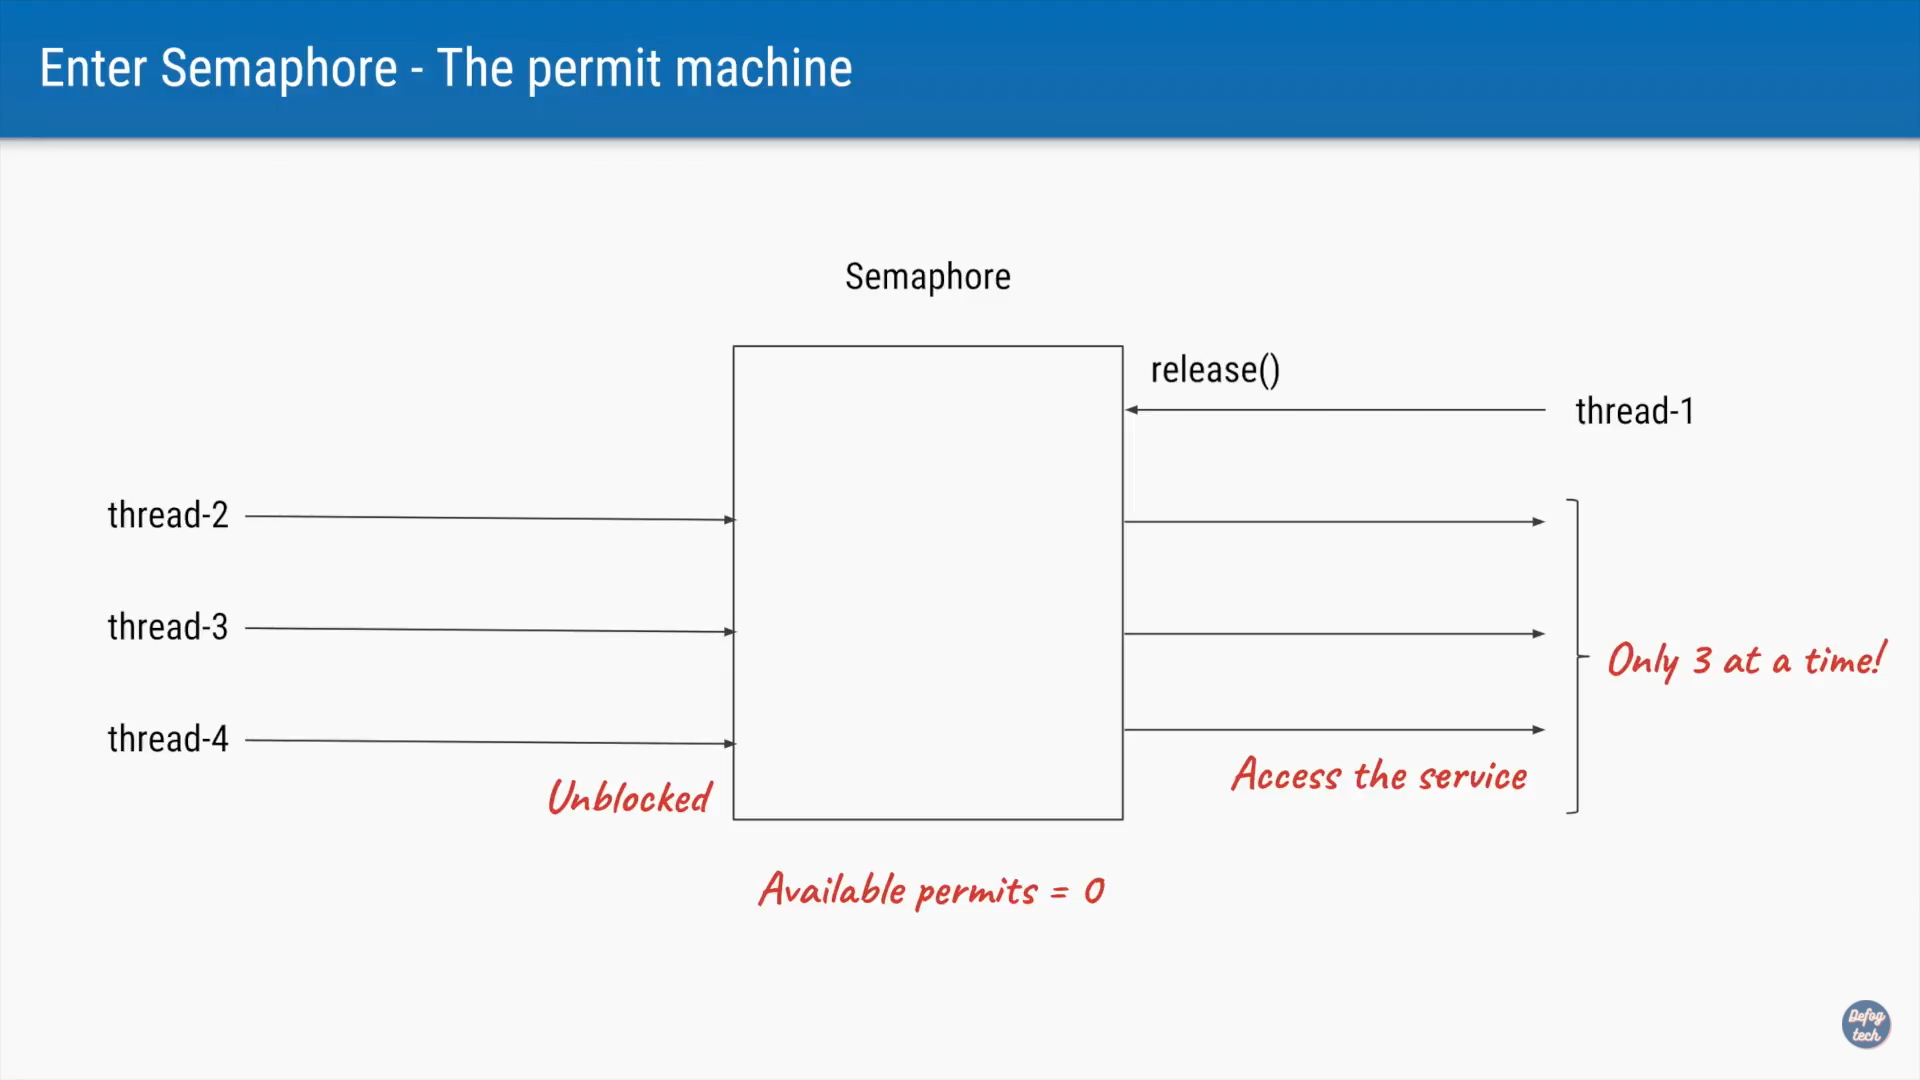 Enter Semaphore - The permit machine
Semaphore
release()
thread-1
thread-2
thread-3
Only 3 at a time!
thread-4
Access the service
Unblocked
Available permits = 0
Defog
tech